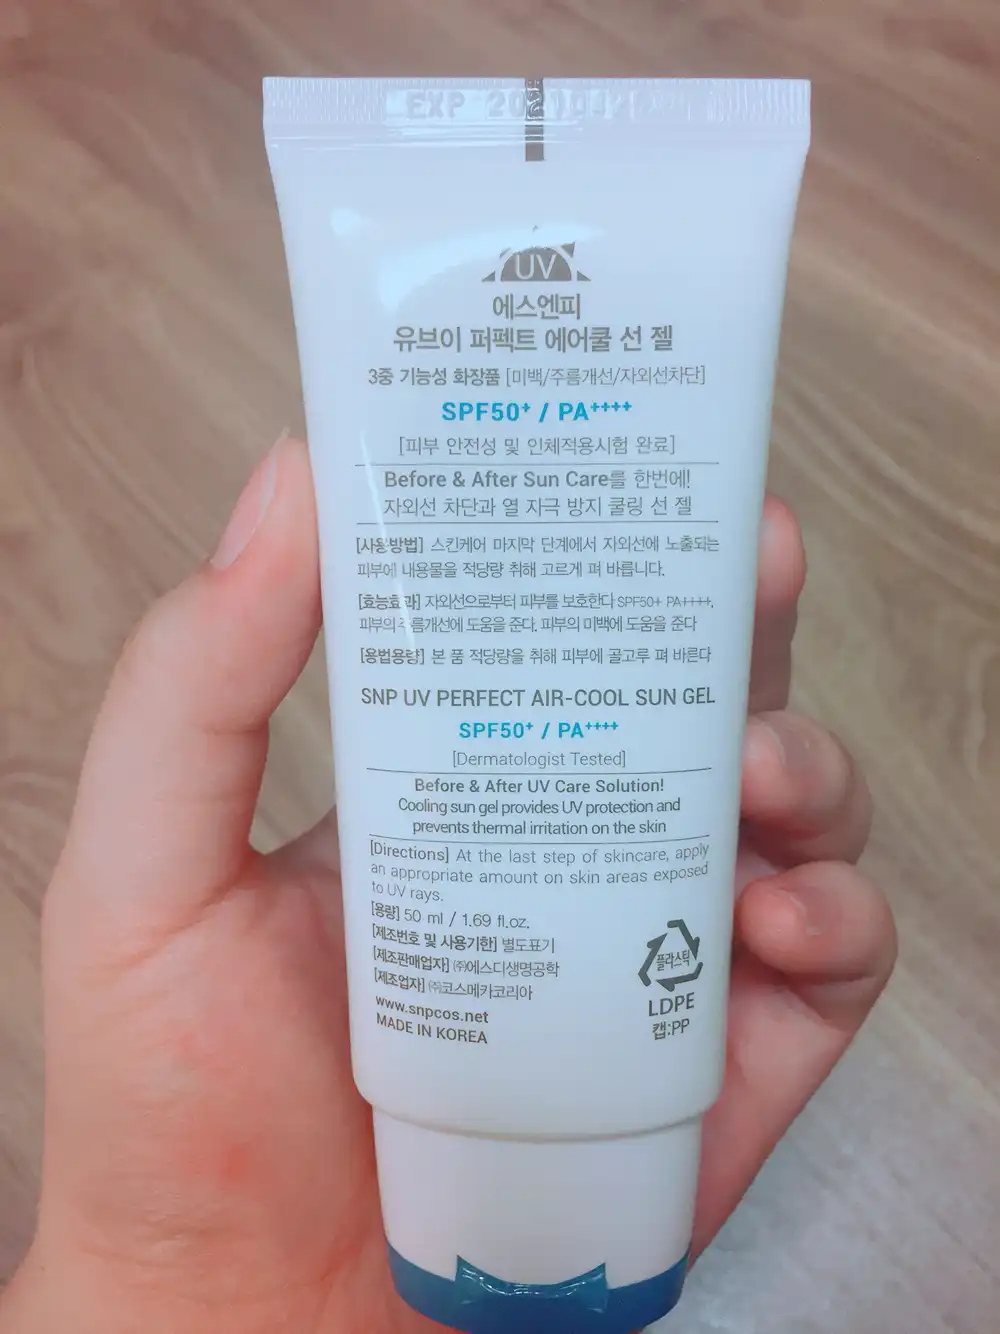 EXP
UV
에스엔피
유브이 퍼펙트 에어쿨 선 젤
3중 기능성 화장품 [미백/주름개선/자외선차단]
SPF50+ / PA++++
[피부 안전성 및 인체적용시험 완료]
Before & After Sun Care를 한번에!
자외선 차단과 열 자극 방지 쿨링 선 젤
[사용방법] 스킨케어 마지막 단계에서 자외선에 노출되는
피부에 내용물을 적당량 취해 고르게 펴 바릅니다.
[효능효과] 자외선으로부터 피부를 보호한다 SPF50+ PA++++.
피부의 주름개선에 도움을 준다. 피부의 미백에 도움을 준다
[용법용량] 본 품 적당량을 취해 피부에 골고루 펴 바른다
SNP UV PERFECT AIR-COOL SUN GEL
SPF50+ / PA++++
[Dermatologist Tested]
Before & After UV Care Solution!
Cooling sun gel provides UV protection and
prevents thermal irritation on the skin
[Directions] At the last step of skincare, apply
an appropriate amount on skin areas exposed
to UV rays.
[용량] 50 ml / 1.69 fl.oz.
[제조번호 및 사용기한] 별도표기
[제조판매업자] ㈜에스디생명공학
[제조업자] ㈜코스메카코리아
www.snpcos.net
MADE IN KOREA
플라스틱
LDPE
캡:PP